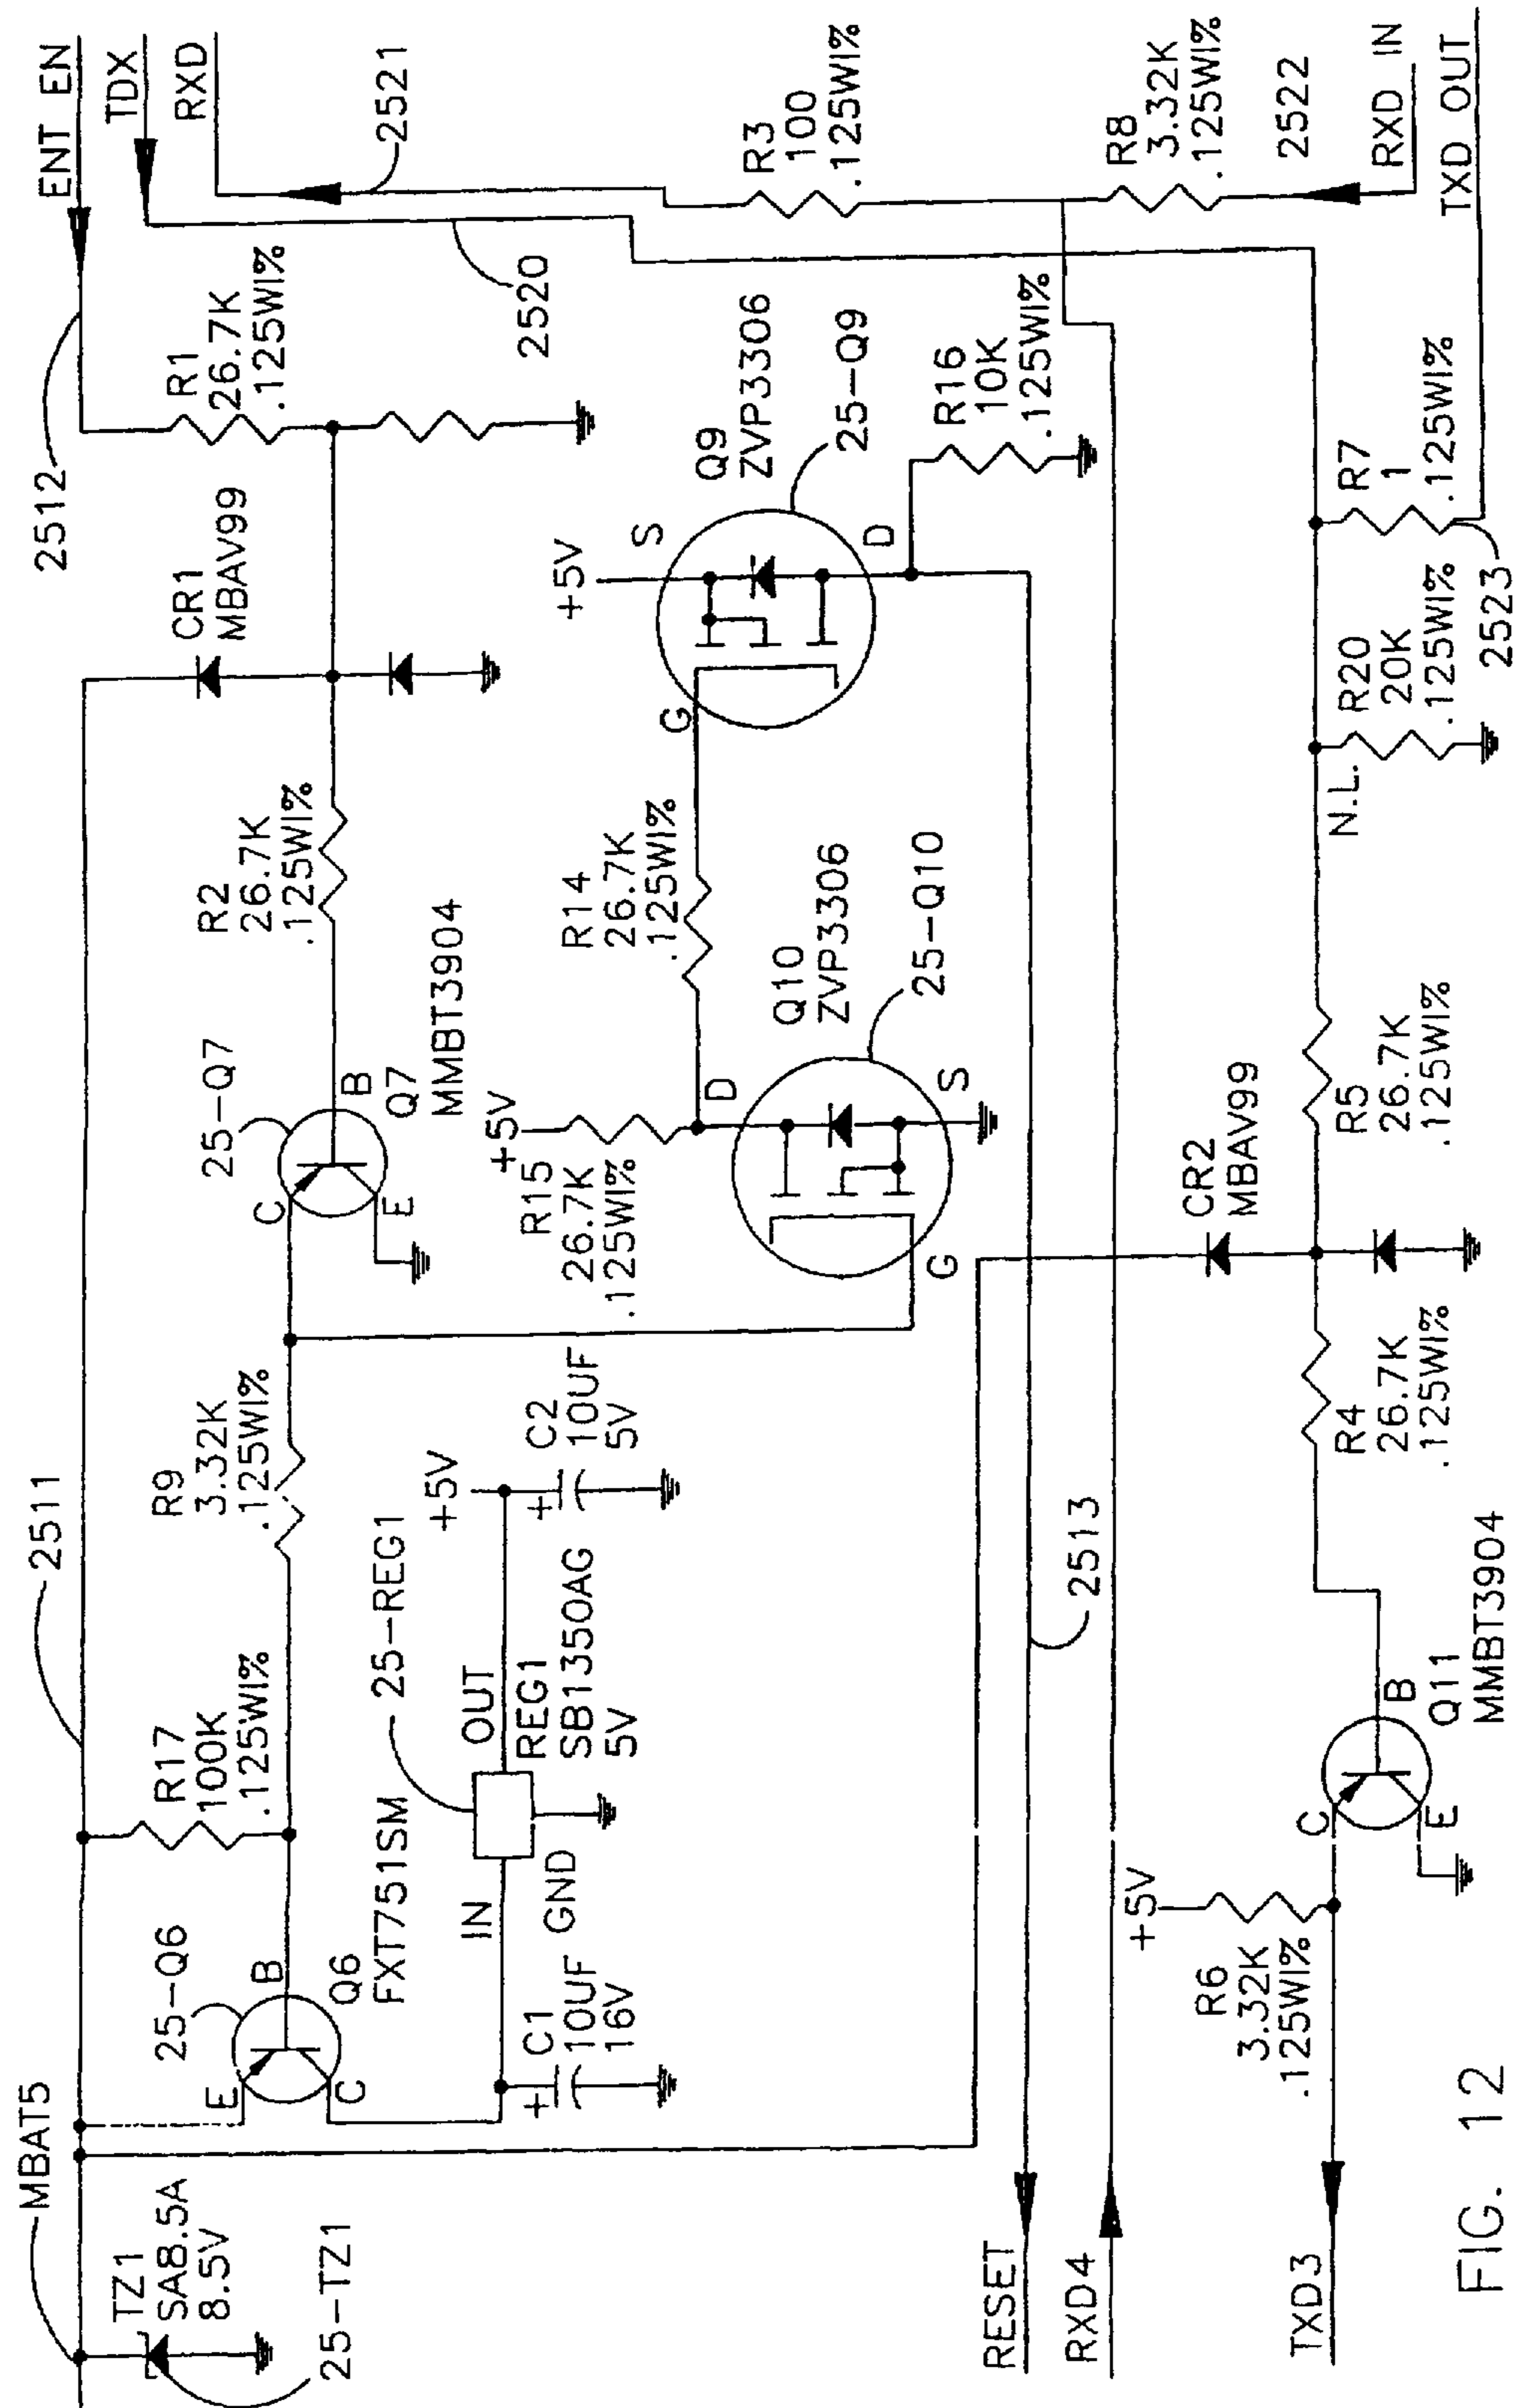 MBAT5
2511
2512
ENT EN
TDX
RXD
2521
2520
TZ1
SA8.5A
8.5V
25-TZ1
25-Q6
E
B
C
Q6
FXT751SM
R17
100K
.125W1%
R9
3.32K
.125W1%
25-Q7
C
B
E
Q7
MMBT3904
R2
26.7K
.125W1%
CR1
MBAV99
R1
26.7K
.125W1%
C1
10UF
16V
IN
GND
OUT
REG1
SB1350AG
5V
25-REG1
+5V
C2
10UF
5V
+5V
R15
26.7K
.125W1%
D
G
S
Q10
ZVP3306
25-Q10
R14
26.7K
.125W1%
+5V
S
G
D
Q9
ZVP3306
25-Q9
R16
10K
.125W1%
R3
100
.125W1%
R8
3.32K
.125W1%
2522
RXD IN
TXD OUT
RESET
RXD4
2513
TXD3
+5V
R6
3.32K
.125W1%
C
B
E
Q11
MMBT3904
R4
26.7K
.125W1%
CR2
MBAV99
R5
26.7K
.125W1%
N.L.
R20
20K
.125W1%
R7
1
.125W1%
2523
FIG. 12